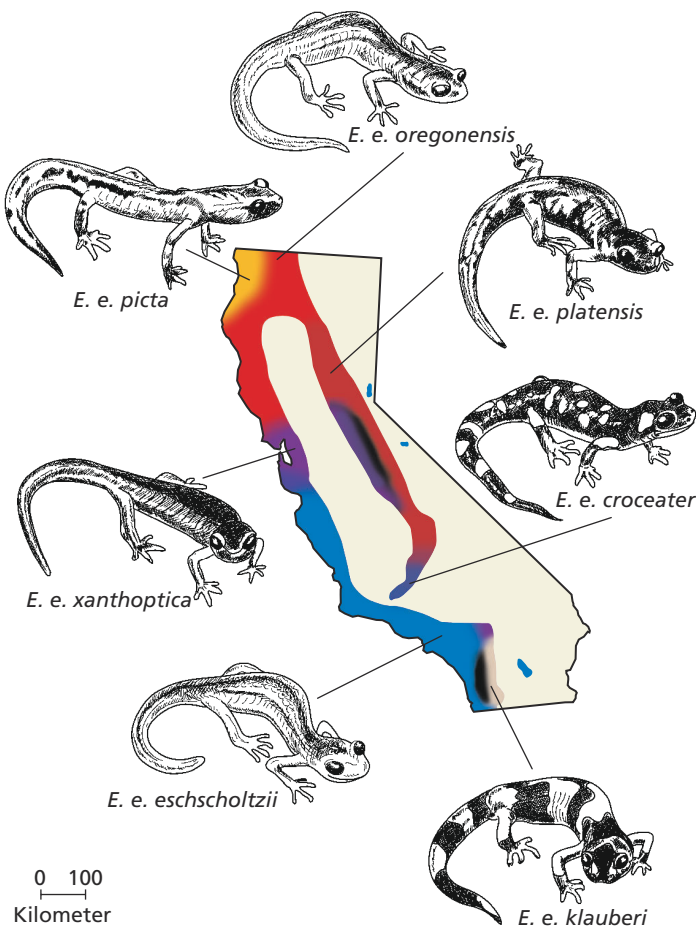 E. e. oregonensis
E. e. picta
E. e. platensis
E. e. croceater
E. e. xanthoptica
E. e. eschscholtzii
E. e. klauberi
0 100
Kilometer